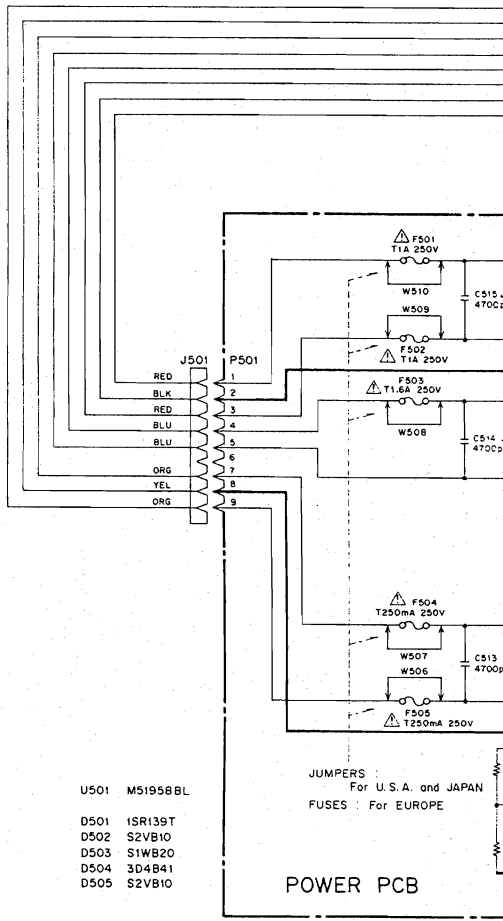 F501
T1A 250V
W510
C515
4700p
W509
F502
T1A 250V
J501 P501
RED 1
BLK 2
RED 3
BLU 4
BLU 5
6
ORG 7
YEL 8
ORG 9
F503
T1.6A 250V
W508
C514
4700p
F504
T250mA 250V
W507
C513
4700p
W506
F505
T250mA 250V
JUMPERS :
For U.S.A. and JAPAN
FUSES : For EUROPE
U501 M51958BL
D501 1SR139T
D502 S2VB10
D503 S1WB20
D504 3D4B41
D505 S2VB10
POWER PCB